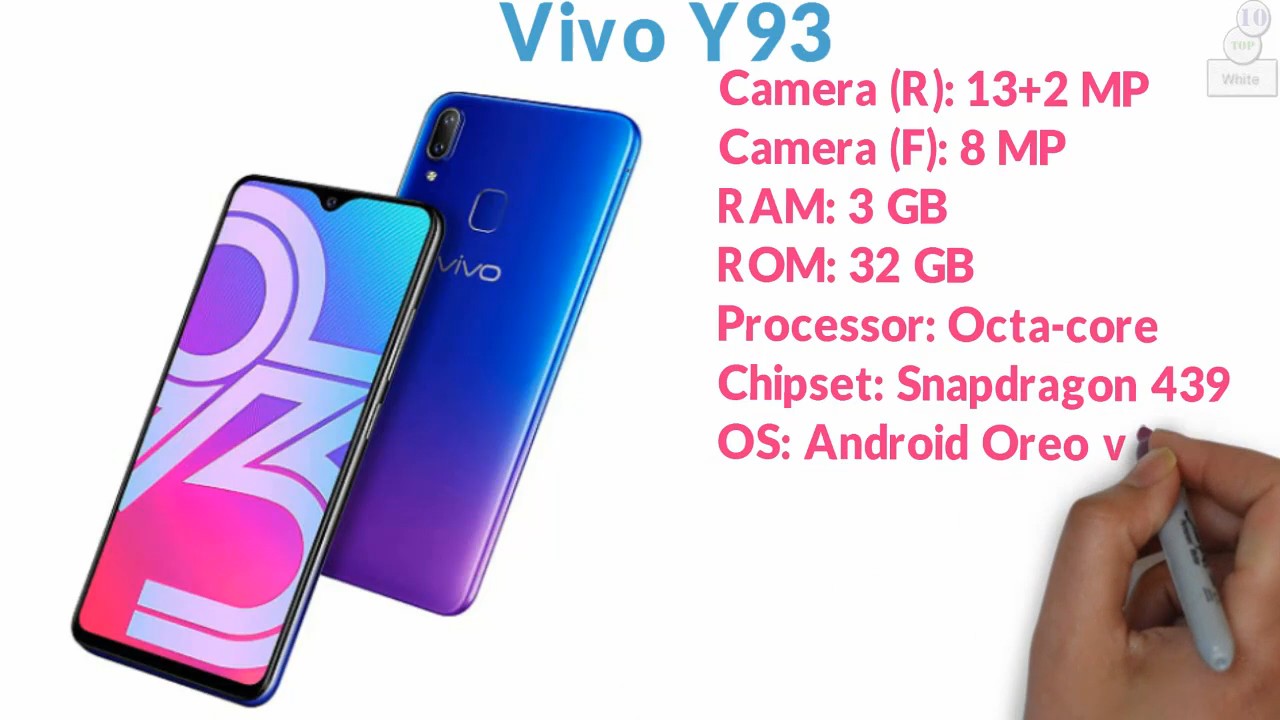 Vivo Y93
10
TOP
White
Camera (R): 13+2 MP
Camera (F): 8 MP
RAM: 3 GB
ROM: 32 GB
Processor: Octa-core
Chipset: Snapdragon 439
OS: Android Oreo v
vivo